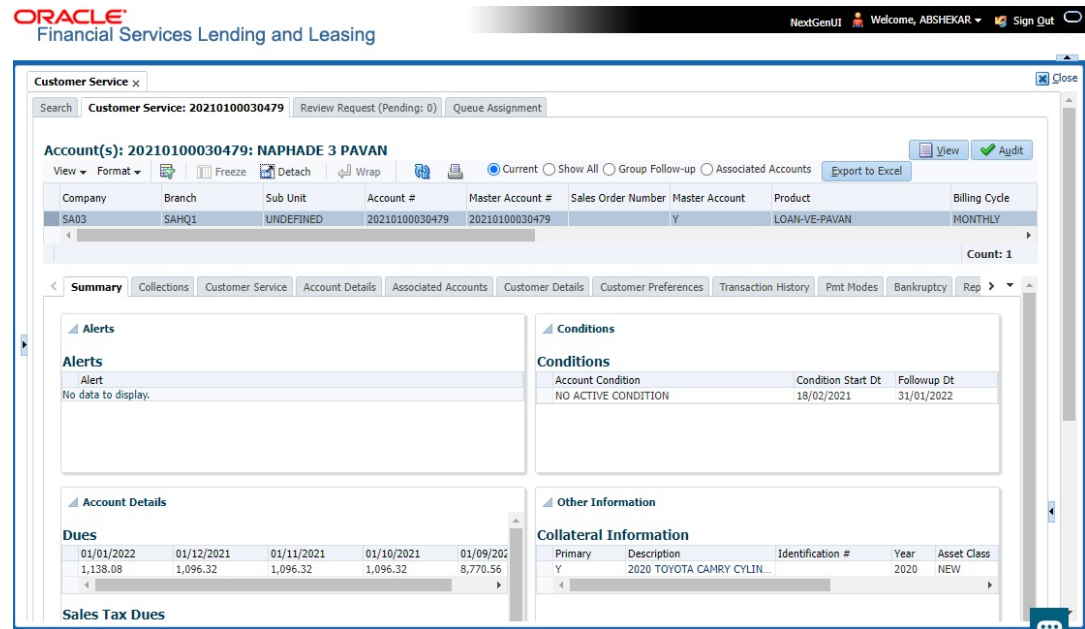 ORACLE
Financial Services Lending and Leasing
NextGenUI Welcome, ABSHEKAR Sign Out
Customer Service x
Close
Search Customer Service: 20210100030479 Review Request (Pending: 0) Queue Assignment
Account(s): 20210100030479: NAPHADE 3 PAVAN
View Audit
View Format Freeze Detach Wrap Current Show All Group Follow-up Associated Accounts Export to Excel
Company Branch Sub Unit Account # Master Account # Sales Order Number Master Account Product Billing Cycle
SA03 SAHQ1 UNDEFINED 20210100030479 20210100030479 Y LOAN-VE-PAVAN MONTHLY
Count: 1
Summary Collections Customer Service Account Details Associated Accounts Customer Details Customer Preferences Transaction History Pmt Modes Bankruptcy Rep
Alerts
Alerts
Alert
No data to display.
Conditions
Conditions
Account Condition Condition Start Dt Followup Dt
NO ACTIVE CONDITION 18/02/2021 31/01/2022
Account Details
Dues
01/01/2022 01/12/2021 01/11/2021 01/10/2021 01/09/202
1,138.08 1,096.32 1,096.32 1,096.32 8,770.56
Sales Tax Dues
Other Information
Collateral Information
Primary Description Identification # Year Asset Class
Y 2020 TOYOTA CAMRY CYLIN... 2020 NEW